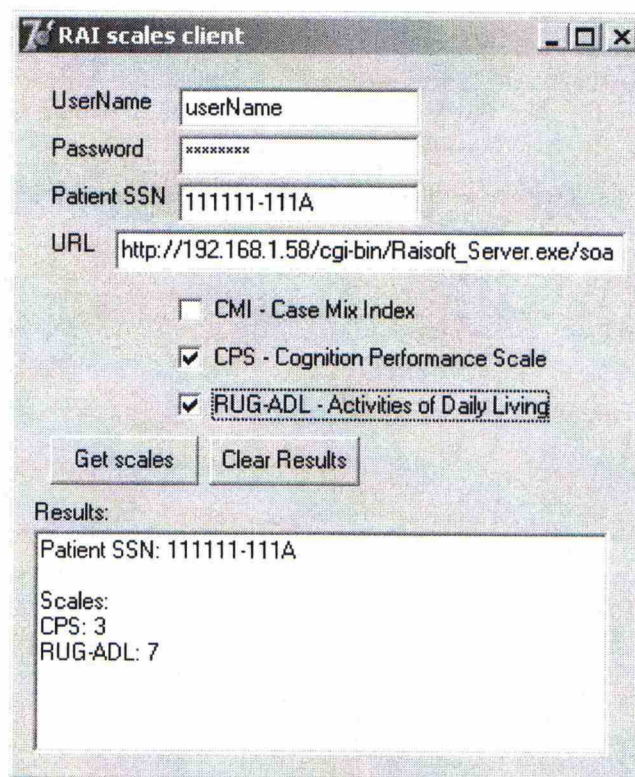 RAI scales client
UserName userName
Password xxxxxxxx
Patient SSN 111111-111A
URL http://192.168.1.58/cgi-bin/Raisoft_Server.exe/soa
CMI - Case Mix Index
CPS - Cognition Performance Scale
RUG-ADL - Activities of Daily Living
Get scales Clear Results
Results:
Patient SSN: 111111-111A
Scales:
CPS: 3
RUG-ADL: 7